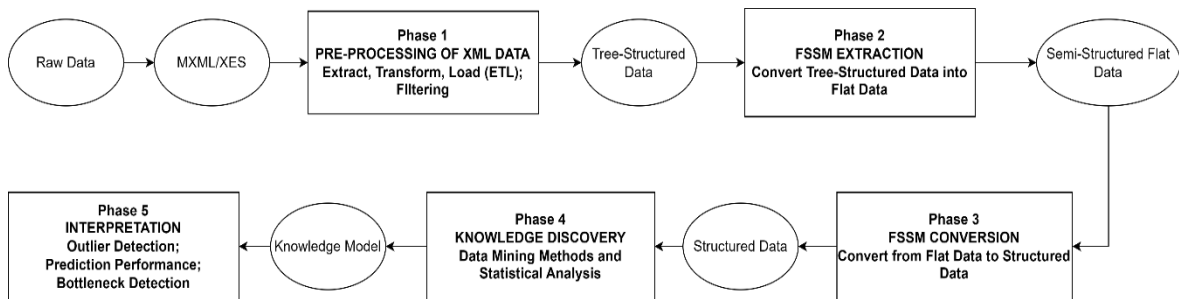 Raw Data
MXML/XES
Phase 1
PRE-PROCESSING OF XML DATA
Extract, Transform, Load (ETL);
FIltering
Tree-Structured
Data
Phase 2
FSSM EXTRACTION
Convert Tree-Structured Data into
Flat Data
Semi-Structured Flat
Data
Phase 5
INTERPRETATION
Outlier Detection;
Prediction Performance;
Bottleneck Detection
Knowledge Model
Phase 4
KNOWLEDGE DISCOVERY
Data Mining Methods and
Statistical Analysis
Structured Data
Phase 3
FSSM CONVERSION
Convert from Flat Data to Structured
Data